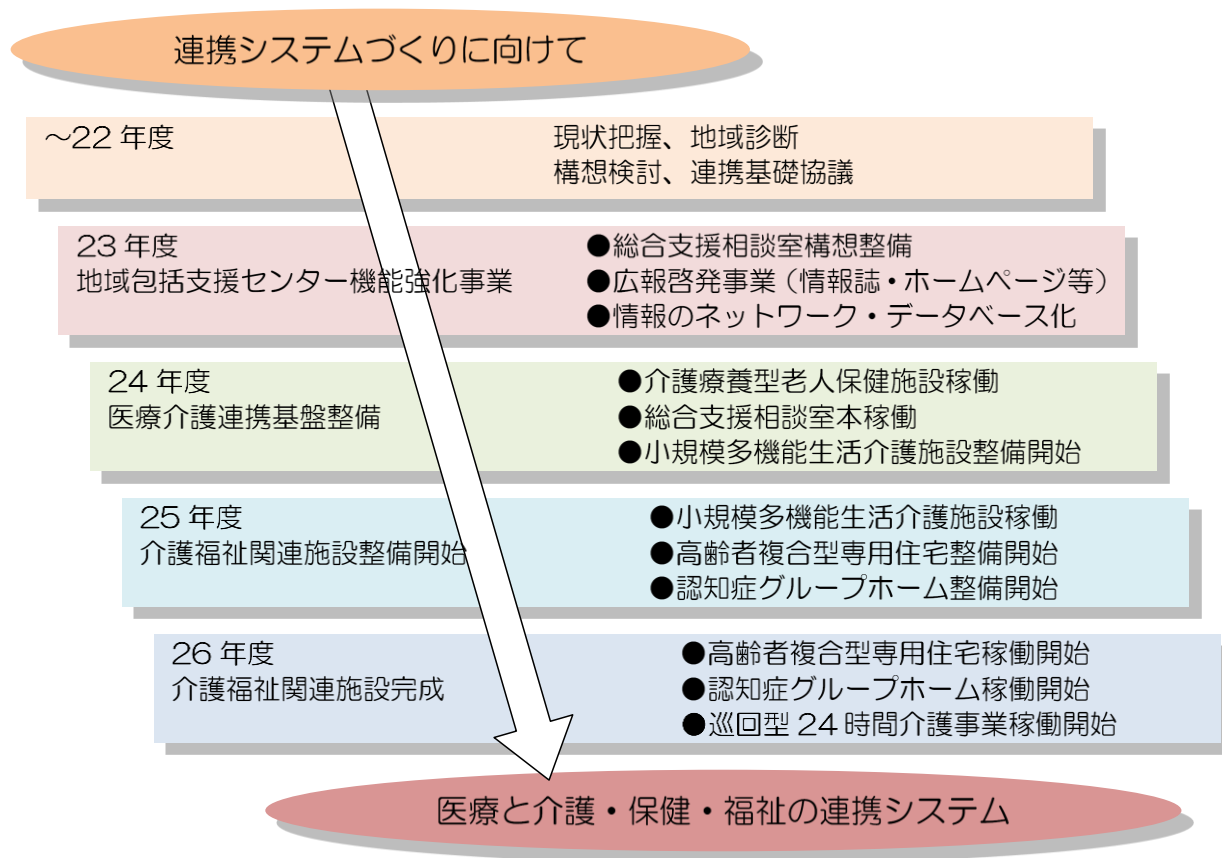 連携システムづくりに向けて
～22 年度
現状把握、地域診断
構想検討、連携基礎協議
23 年度
地域包括支援センター機能強化事業
●総合支援相談室構想整備
●広報啓発事業（情報誌・ホームページ等）
●情報のネットワーク・データベース化
24 年度
医療介護連携基盤整備
●介護療養型老人保健施設稼働
●総合支援相談室本稼働
●小規模多機能生活介護施設整備開始
25 年度
介護福祉関連施設整備開始
●小規模多機能生活介護施設稼働
●高齢者複合型専用住宅整備開始
●認知症グループホーム整備開始
26 年度
介護福祉関連施設完成
●高齢者複合型専用住宅稼働開始
●認知症グループホーム稼働開始
●巡回型 24 時間介護事業稼働開始
医療と介護・保健・福祉の連携システム